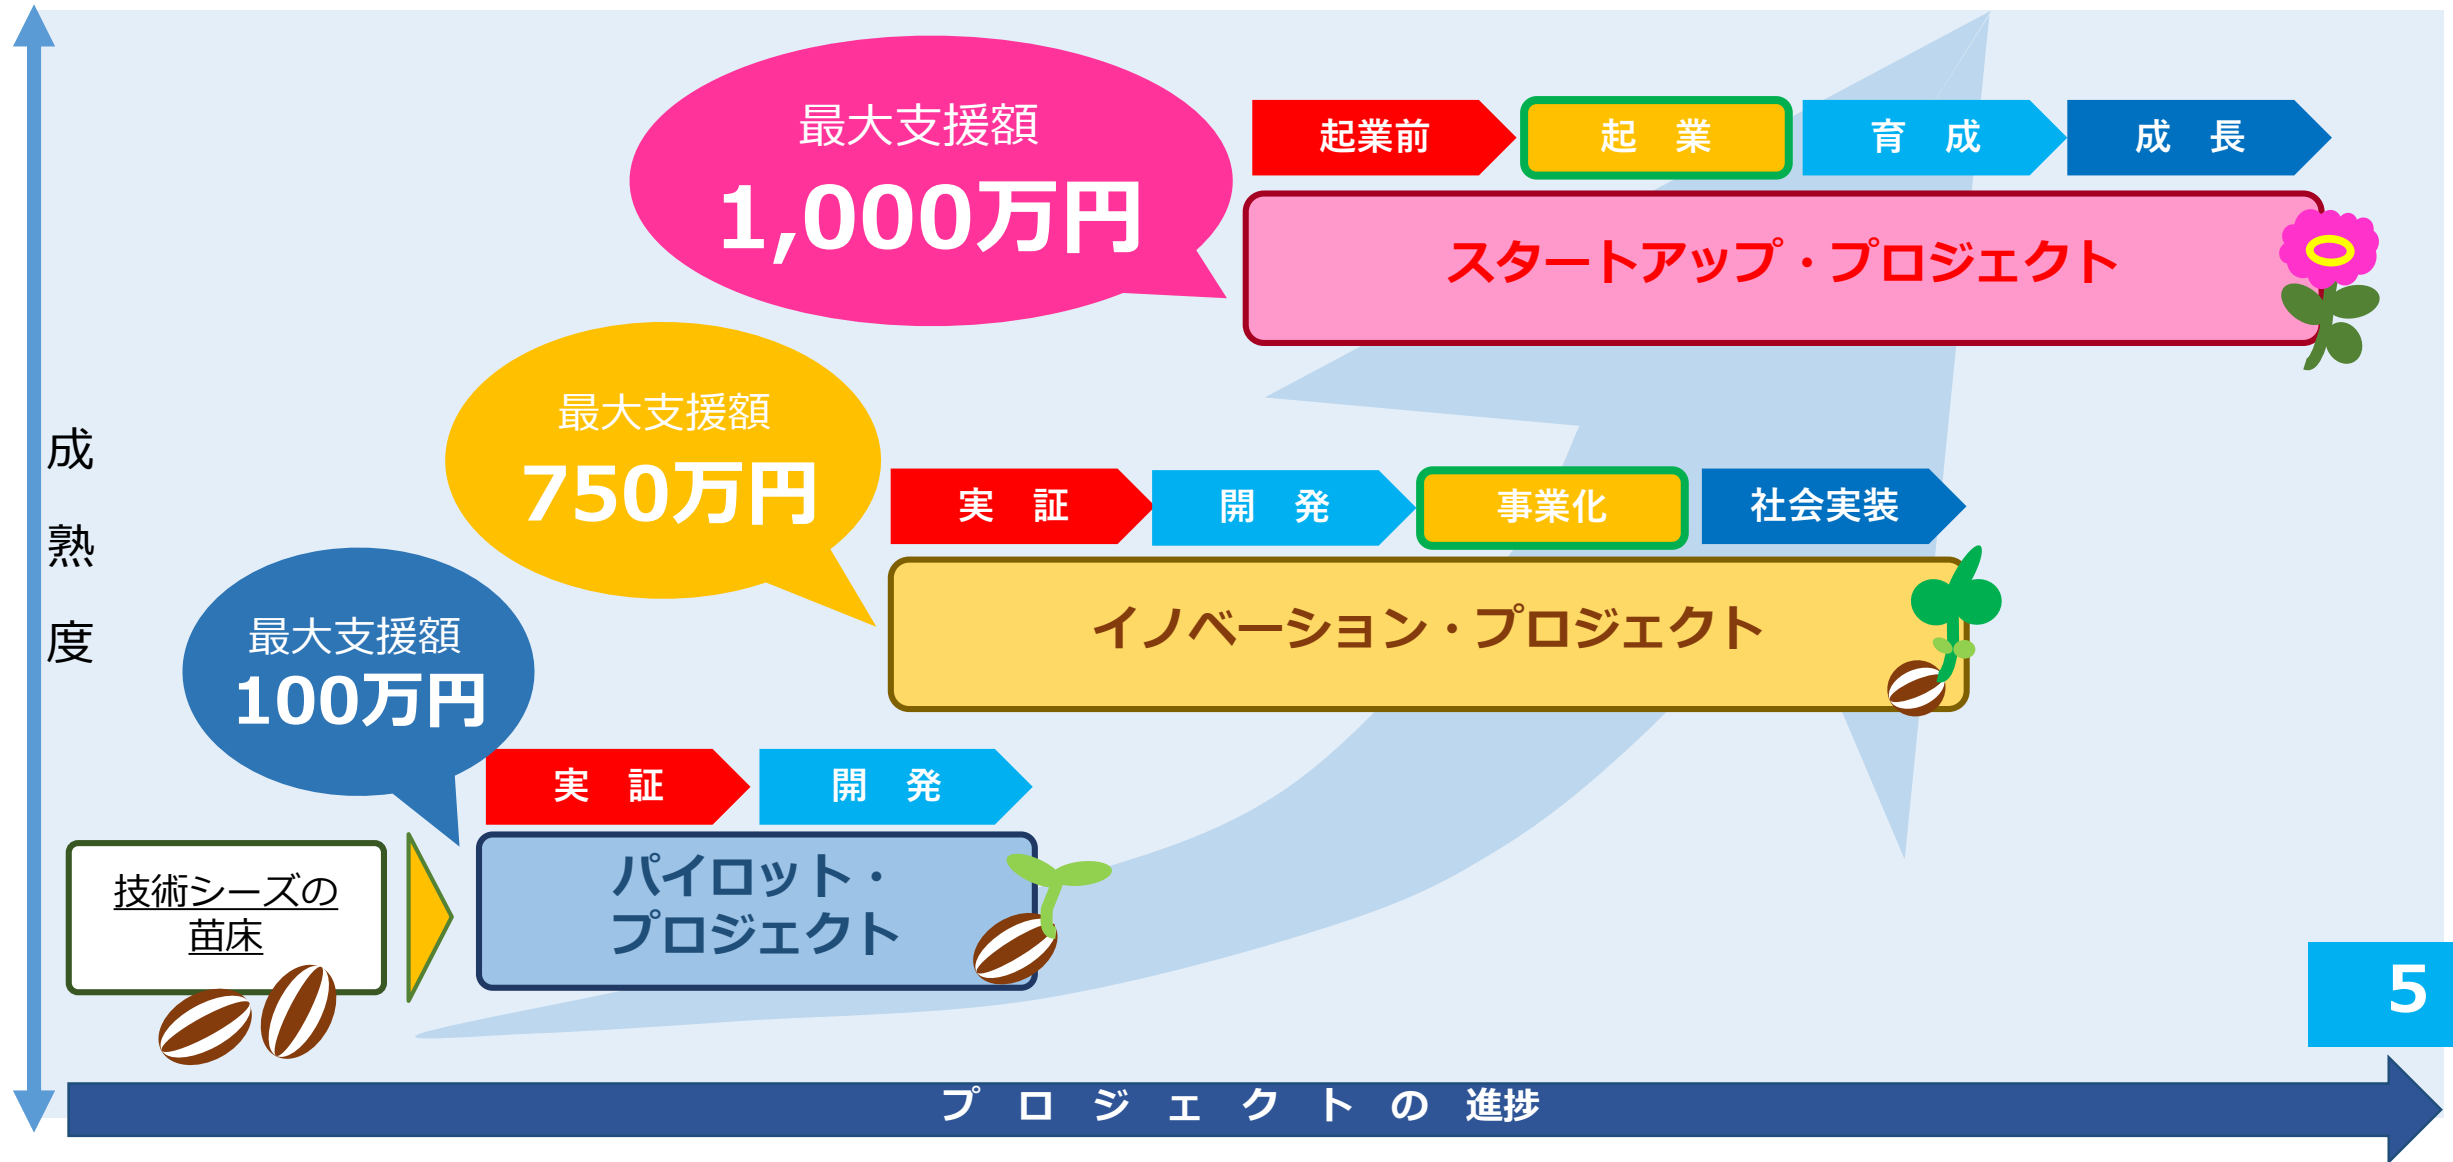 最大支援額
1,000万円
起業前
起　業
育　成
成　長
スタートアップ・プロジェクト
最大支援額
750万円
実　証
開　発
事業化
社会実装
イノベーション・プロジェクト
成
熟
度
最大支援額
100万円
実　証
開　発
パイロット・
プロジェクト
技術シーズの
苗床
5
プ　ロ　ジ　ェ　ク　ト　の　進捗